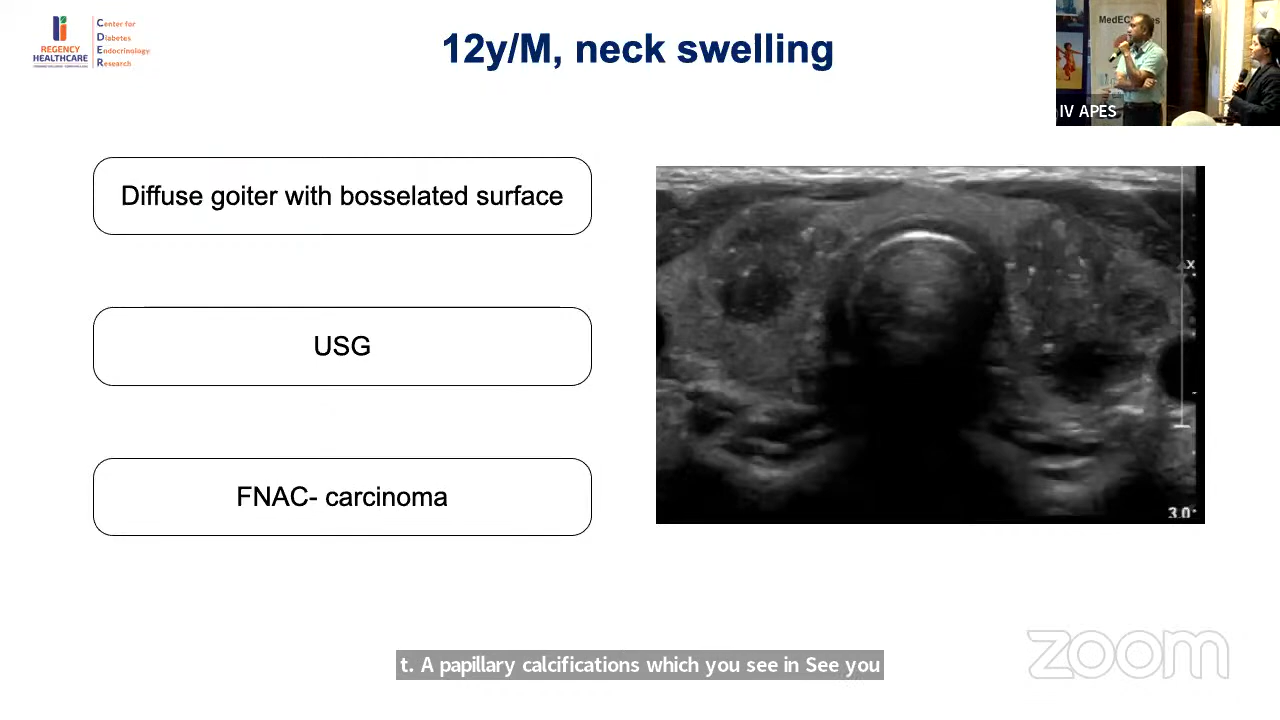 REGENCY
HEALTHCARE
Center for
Diabetes
Endocrinology
Research
12y/M, neck swelling
IV APES
Diffuse goiter with bosselated surface
USG
FNAC- carcinoma
X
3.0
t. A papillary calcifications which you see in See you
zoom